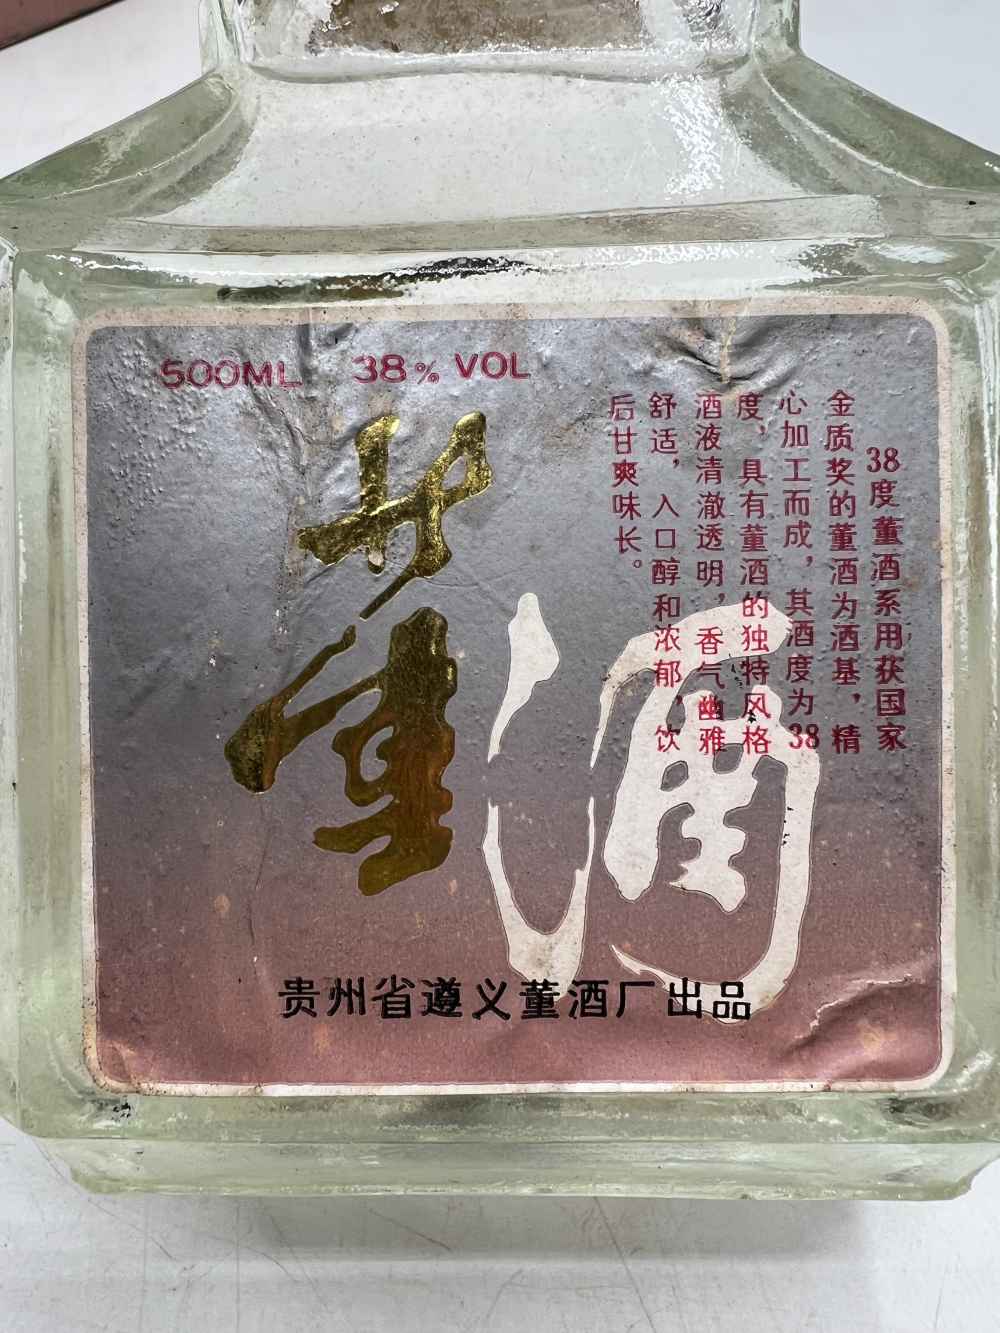 500ML 38% VOL
董酒
38度董酒系用获国家
金质奖的董酒为酒基，精
心加工而成，其酒度为38
度，具有董酒的独特风格
酒液清澈透明，香气幽雅
舒适，入口醇和浓郁，饮
后甘爽味长。
贵州省遵义董酒厂出品